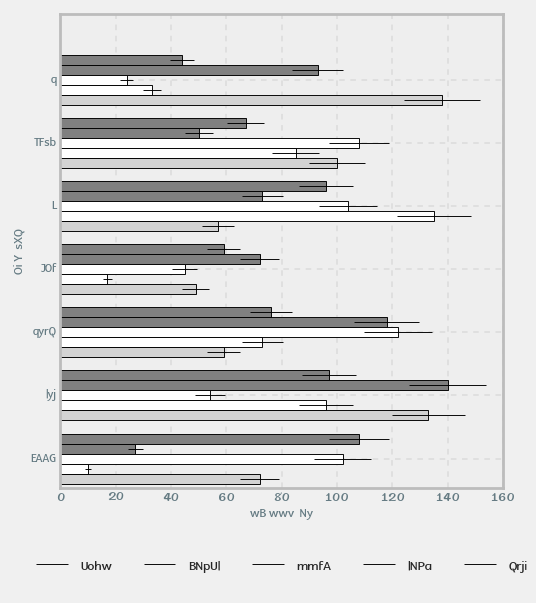 q
TFsb
L
JOf
qyrQ
lyj
EAAG
Oi Y sXQ
0 20 40 60 80 100 120 140 160
wB wwv Ny
Uohw BNpUl mmfA lNPa Qrji